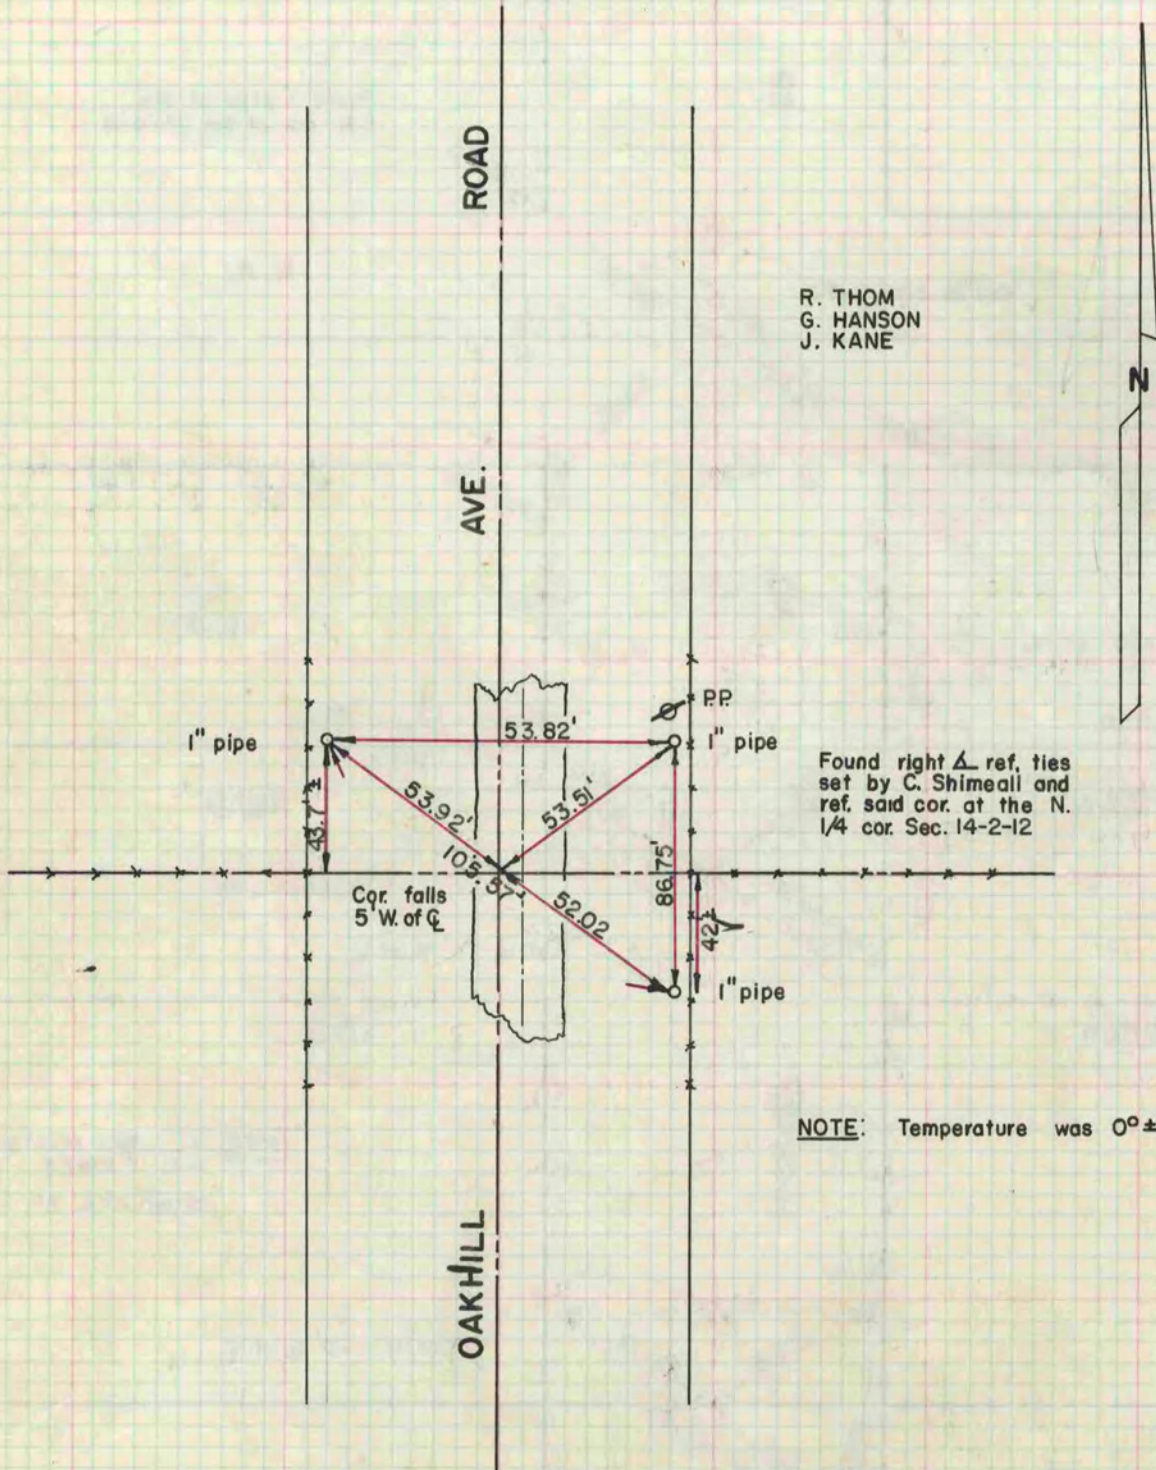 ROAD
R. THOM
G. HANSON
J. KANE
N
AVE.
P.P.
53.82'
1" pipe
1" pipe
Found right ∡ ref, ties
set by C. Shimeall and
ref. said cor. at the N.
1/4 cor. Sec. 14-2-12
43.7' ±
53.92'
53.51'
105.57'
86.75'
Cor. falls
5' W. of ℄
52.02
42' ±
1" pipe
NOTE: Temperature was 0° ±
OAKHILL